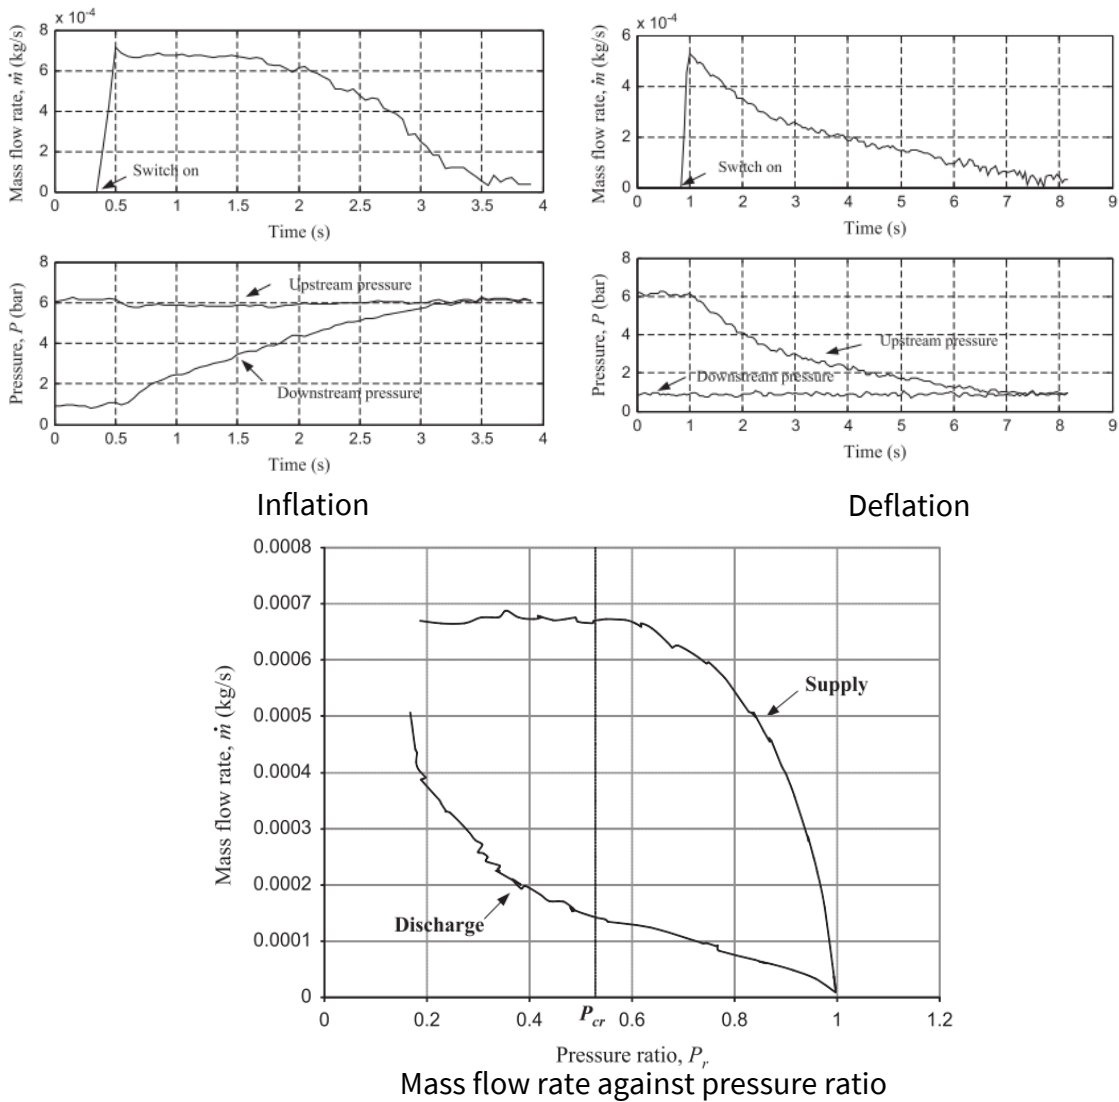 x 10⁻⁴
8
6
4
2
0
Mass flow rate, ṁ (kg/s)
Switch on
0 0.5 1 1.5 2 2.5 3 3.5 4
Time (s)
8
6
4
2
0
Pressure, P (bar)
Upstream pressure
Downstream pressure
0 0.5 1 1.5 2 2.5 3 3.5 4
Time (s)
Inflation
x 10⁻⁴
6
4
2
0
Mass flow rate, ṁ (kg/s)
Switch on
0 1 2 3 4 5 6 7 8 9
Time (s)
8
6
4
2
0
Pressure, P (bar)
Upstream pressure
Downstream pressure
0 1 2 3 4 5 6 7 8 9
Time (s)
Deflation
0.0008
0.0007
0.0006
0.0005
0.0004
0.0003
0.0002
0.0001
0
Mass flow rate, ṁ (kg/s)
Supply
Discharge
0 0.2 0.4 Pcr 0.6 0.8 1 1.2
Pressure ratio, Pr
Mass flow rate against pressure ratio